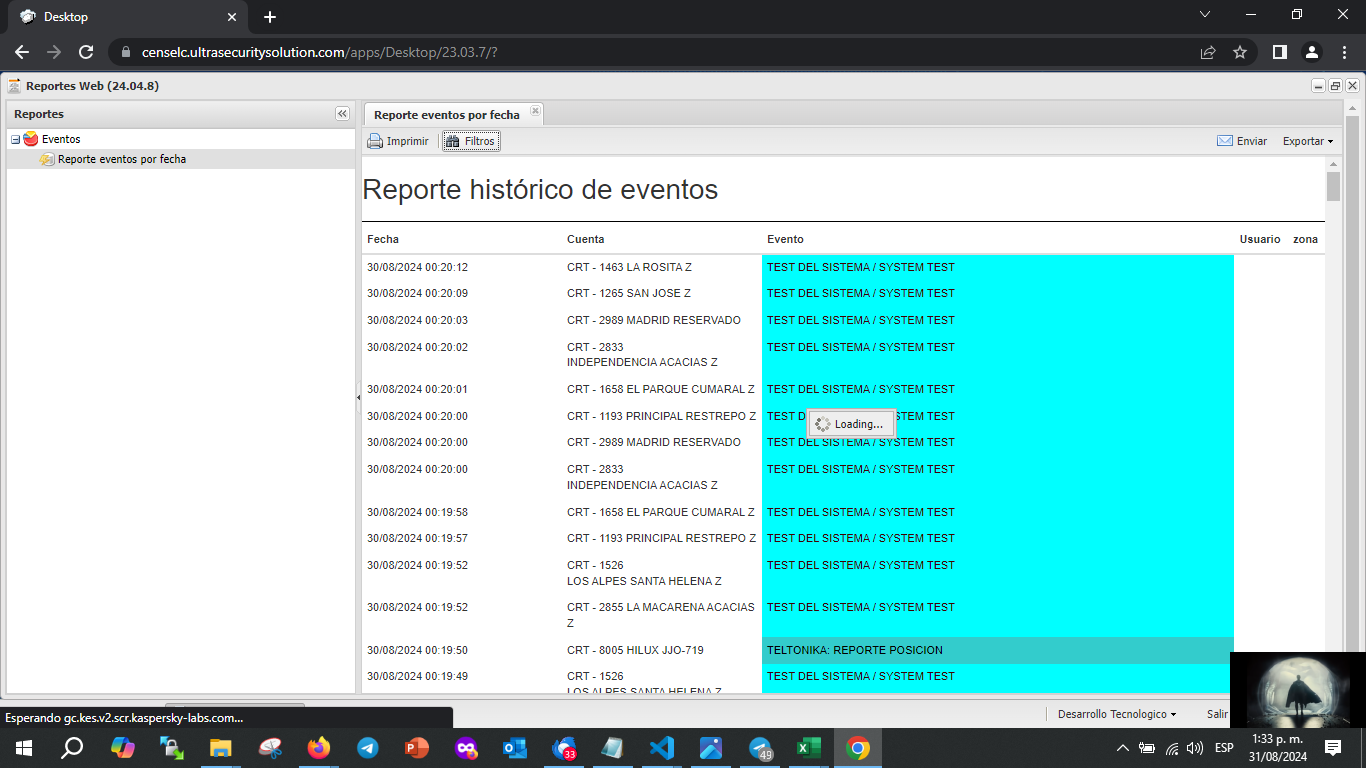 Desktop
censelc.ultrasecuritysolution.com/apps/Desktop/23.03.7/?
Reportes Web (24.04.8)
Reportes
Eventos
Reporte eventos por fecha
Reporte eventos por fecha
Imprimir Filtros Enviar Exportar
Reporte histórico de eventos
Fecha Cuenta Evento Usuario zona
30/08/2024 00:20:12 CRT - 1463 LA ROSITA Z TEST DEL SISTEMA / SYSTEM TEST
30/08/2024 00:20:09 CRT - 1265 SAN JOSE Z TEST DEL SISTEMA / SYSTEM TEST
30/08/2024 00:20:03 CRT - 2989 MADRID RESERVADO TEST DEL SISTEMA / SYSTEM TEST
30/08/2024 00:20:02 CRT - 2833 TEST DEL SISTEMA / SYSTEM TEST
INDEPENDENCIA ACACIAS Z
30/08/2024 00:20:01 CRT - 1658 EL PARQUE CUMARAL Z TEST DEL SISTEMA / SYSTEM TEST
30/08/2024 00:20:00 CRT - 1193 PRINCIPAL RESTREPO Z TEST D STEM TEST
Loading...
30/08/2024 00:20:00 CRT - 2989 MADRID RESERVADO TEST DEL SISTEMA / SYSTEM TEST
30/08/2024 00:20:00 CRT - 2833 TEST DEL SISTEMA / SYSTEM TEST
INDEPENDENCIA ACACIAS Z
30/08/2024 00:19:58 CRT - 1658 EL PARQUE CUMARAL Z TEST DEL SISTEMA / SYSTEM TEST
30/08/2024 00:19:57 CRT - 1193 PRINCIPAL RESTREPO Z TEST DEL SISTEMA / SYSTEM TEST
30/08/2024 00:19:52 CRT - 1526 TEST DEL SISTEMA / SYSTEM TEST
LOS ALPES SANTA HELENA Z
30/08/2024 00:19:52 CRT - 2855 LA MACARENA ACACIAS TEST DEL SISTEMA / SYSTEM TEST
Z
30/08/2024 00:19:50 CRT - 8005 HILUX JJO-719 TELTONIKA: REPORTE POSICION
30/08/2024 00:19:49 CRT - 1526 TEST DEL SISTEMA / SYSTEM TEST
LOS ALPES SANTA HELENA Z
Esperando gc.kes.v2.scr.kaspersky-labs.com...
Desarrollo Tecnologico Salir
33
49
ESP
1:33 p. m.
31/08/2024